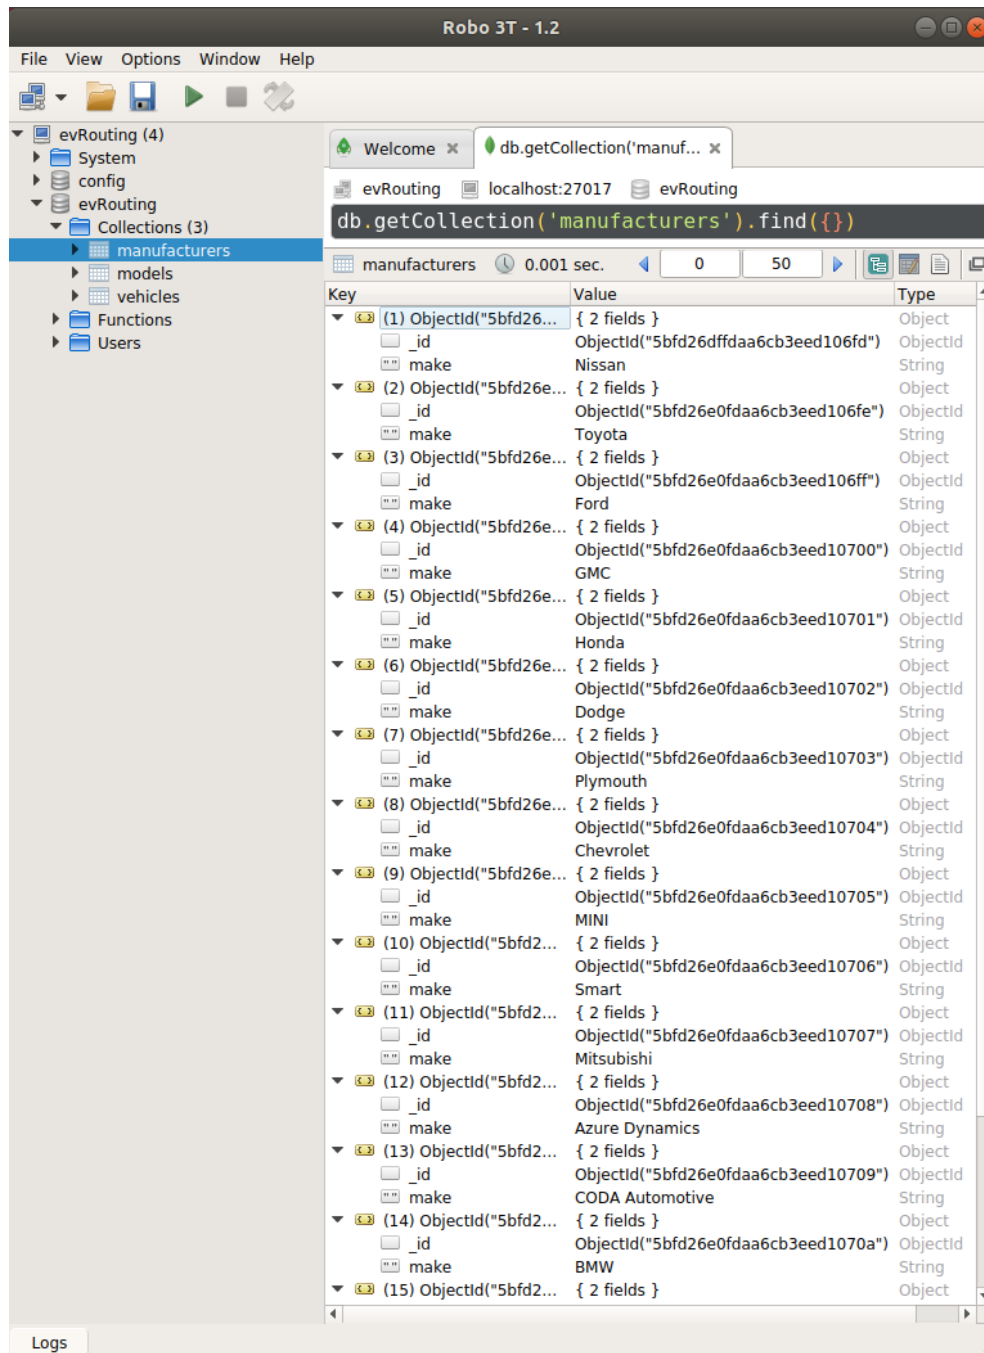 Robo 3T - 1.2
File View Options Window Help
evRouting (4)
System
config
evRouting
Collections (3)
manufacturers
models
vehicles
Functions
Users
Welcome
db.getCollection('manuf...
evRouting localhost:27017 evRouting
db.getCollection('manufacturers').find({})
manufacturers 0.001 sec. 0 50
Key Value Type
(1) ObjectId("5bfd26... { 2 fields } Object
_id ObjectId("5bfd26dffdaa6cb3eed106fd") ObjectId
"" make Nissan String
(2) ObjectId("5bfd26e... { 2 fields } Object
_id ObjectId("5bfd26e0fdaa6cb3eed106fe") ObjectId
"" make Toyota String
(3) ObjectId("5bfd26e... { 2 fields } Object
_id ObjectId("5bfd26e0fdaa6cb3eed106ff") ObjectId
"" make Ford String
(4) ObjectId("5bfd26e... { 2 fields } Object
_id ObjectId("5bfd26e0fdaa6cb3eed10700") ObjectId
"" make GMC String
(5) ObjectId("5bfd26e... { 2 fields } Object
_id ObjectId("5bfd26e0fdaa6cb3eed10701") ObjectId
"" make Honda String
(6) ObjectId("5bfd26e... { 2 fields } Object
_id ObjectId("5bfd26e0fdaa6cb3eed10702") ObjectId
"" make Dodge String
(7) ObjectId("5bfd26e... { 2 fields } Object
_id ObjectId("5bfd26e0fdaa6cb3eed10703") ObjectId
"" make Plymouth String
(8) ObjectId("5bfd26e... { 2 fields } Object
_id ObjectId("5bfd26e0fdaa6cb3eed10704") ObjectId
"" make Chevrolet String
(9) ObjectId("5bfd26e... { 2 fields } Object
_id ObjectId("5bfd26e0fdaa6cb3eed10705") ObjectId
"" make MINI String
(10) ObjectId("5bfd2... { 2 fields } Object
_id ObjectId("5bfd26e0fdaa6cb3eed10706") ObjectId
"" make Smart String
(11) ObjectId("5bfd2... { 2 fields } Object
_id ObjectId("5bfd26e0fdaa6cb3eed10707") ObjectId
"" make Mitsubishi String
(12) ObjectId("5bfd2... { 2 fields } Object
_id ObjectId("5bfd26e0fdaa6cb3eed10708") ObjectId
"" make Azure Dynamics String
(13) ObjectId("5bfd2... { 2 fields } Object
_id ObjectId("5bfd26e0fdaa6cb3eed10709") ObjectId
"" make CODA Automotive String
(14) ObjectId("5bfd2... { 2 fields } Object
_id ObjectId("5bfd26e0fdaa6cb3eed1070a") ObjectId
"" make BMW String
(15) ObjectId("5bfd2... { 2 fields } Object
Logs